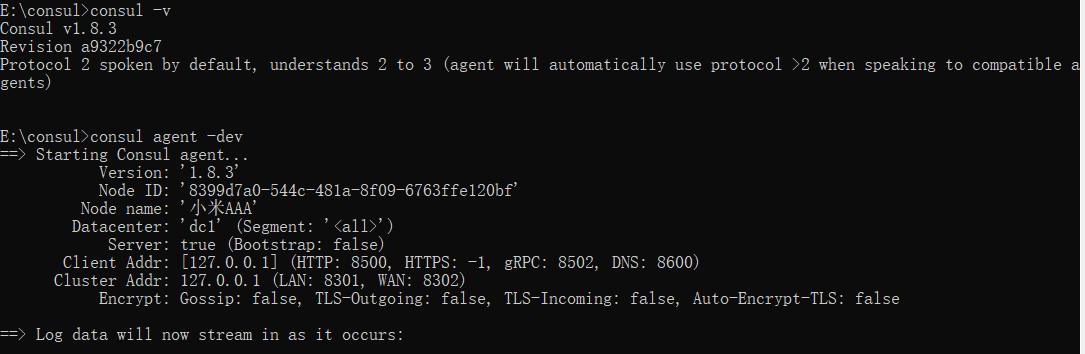 E:\consul>consul -v
Consul v1.8.3
Revision a9322b9c7
Protocol 2 spoken by default, understands 2 to 3 (agent will automatically use protocol >2 when speaking to compatible a
gents)
E:\consul>consul agent -dev
==> Starting Consul agent...
Version: '1.8.3'
Node ID: '8399d7a0-544c-481a-8f09-6763ffe120bf'
Node name: '小米AAA'
Datacenter: 'dc1' (Segment: '<all>')
Server: true (Bootstrap: false)
Client Addr: [127.0.0.1] (HTTP: 8500, HTTPS: -1, gRPC: 8502, DNS: 8600)
Cluster Addr: 127.0.0.1 (LAN: 8301, WAN: 8302)
Encrypt: Gossip: false, TLS-Outgoing: false, TLS-Incoming: false, Auto-Encrypt-TLS: false
==> Log data will now stream in as it occurs: